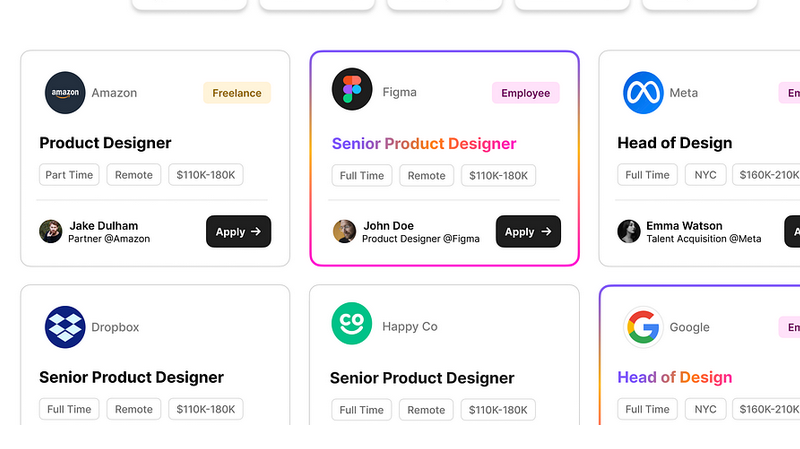 amazon
Amazon
Freelance
Product Designer
Part Time
Remote
$110K-180K
Jake Dulham
Partner @Amazon
Apply →
Figma
Employee
Senior Product Designer
Full Time
Remote
$110K-180K
John Doe
Product Designer @Figma
Apply →
Meta
Em
Head of Design
Full Time
NYC
$160K-210K
Emma Watson
Talent Acquisition @Meta
A
Dropbox
Senior Product Designer
Full Time
Remote
$110K-180K
co
Happy Co
Senior Product Designer
Full Time
Remote
$110K-180K
G
Google
Em
Head of Design
Full Time
NYC
$160K-210K